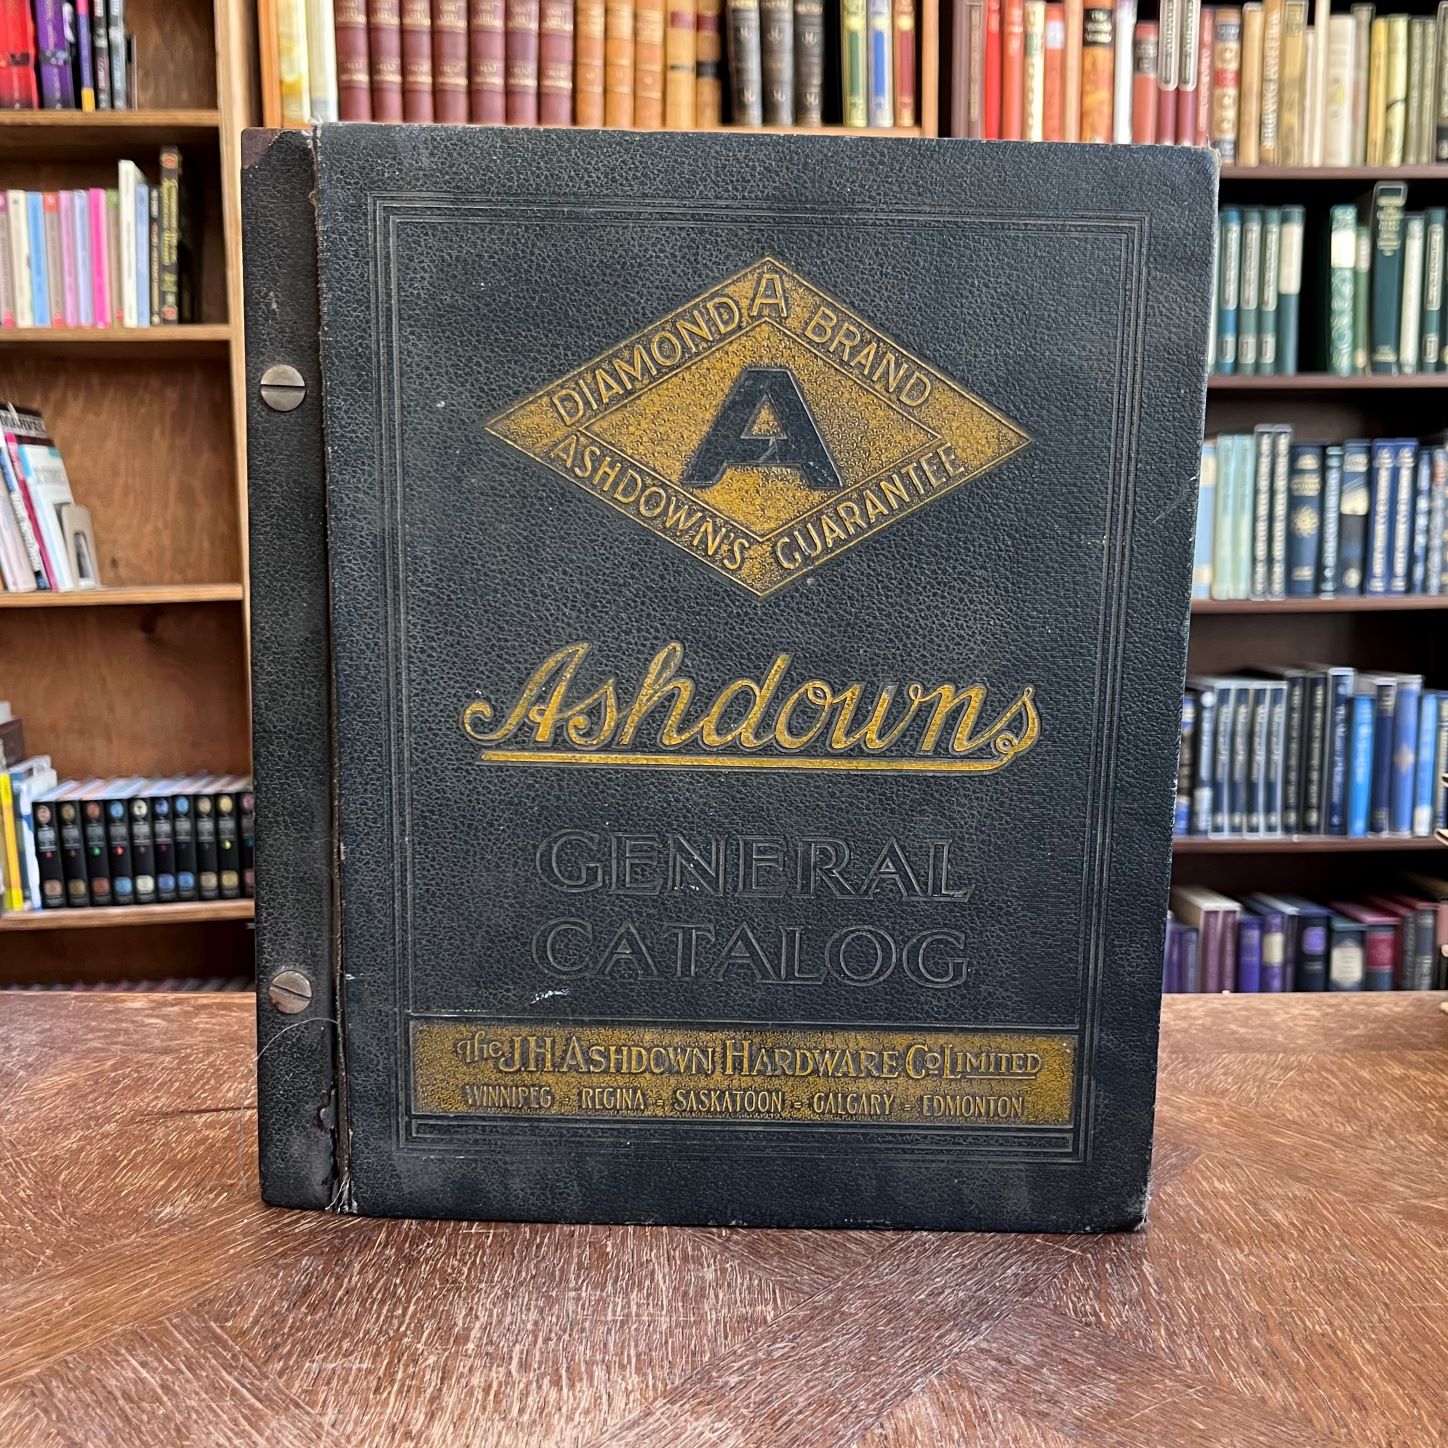 DIAMOND A BRAND
A
ASHDOWN'S GUARANTEE
Ashdowns
GENERAL
CATALOG
The J.H. ASHDOWN HARDWARE CO LIMITED
WINNIPEG - REGINA - SASKATOON - CALGARY - EDMONTON